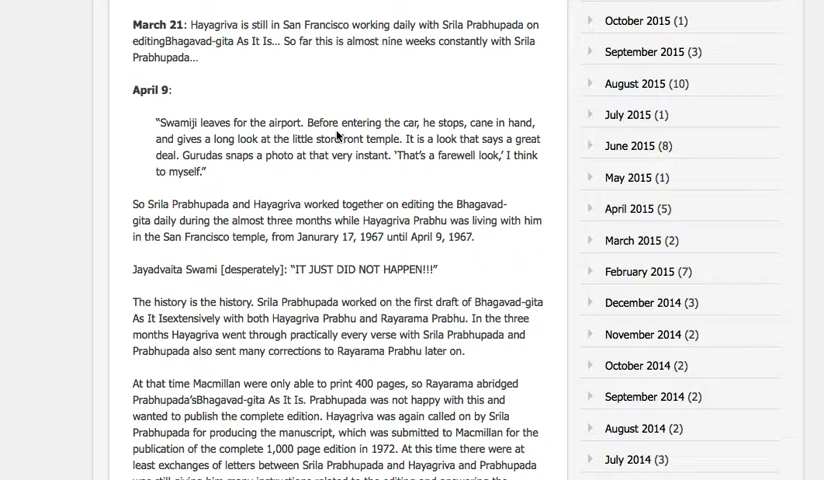 March 21: Hayagriva is still in San Francisco working daily with Srila Prabhupada on
editingBhagavad-gita As It Is… So far this is almost nine weeks constantly with Srila
Prabhupada…
April 9:
“Swamiji leaves for the airport. Before entering the car, he stops, cane in hand,
and gives a long look at the little storefront temple. It is a look that says a great
deal. Gurudas snaps a photo at that very instant. ‘That’s a farewell look,’ I think
to myself.”
So Srila Prabhupada and Hayagriva worked together on editing the Bhagavad-
gita daily during the almost three months while Hayagriva Prabhu was living with him
in the San Francisco temple, from Janurary 17, 1967 until April 9, 1967.
Jayadvaita Swami [desperately]: “IT JUST DID NOT HAPPEN!!!”
The history is the history. Srila Prabhupada worked on the first draft of Bhagavad-gita
As It Isextensively with both Hayagriva Prabhu and Rayarama Prabhu. In the three
months Hayagriva went through practically every verse with Srila Prabhupada and
Prabhupada also sent many corrections to Rayarama Prabhu later on.
At that time Macmillan were only able to print 400 pages, so Rayarama abridged
Prabhupada’sBhagavad-gita As It Is. Prabhupada was not happy with this and
wanted to publish the complete edition. Hayagriva was again called on by Srila
Prabhupada for producing the manuscript, which was submitted to Macmillan for the
publication of the complete 1,000 page edition in 1972. At this time there were at
least exchanges of letters between Srila Prabhupada and Hayagriva and Prabhupada
was still giving him many instructions related to the editing and answering the
October 2015 (1)
September 2015 (3)
August 2015 (10)
July 2015 (1)
June 2015 (8)
May 2015 (1)
April 2015 (5)
March 2015 (2)
February 2015 (7)
December 2014 (3)
November 2014 (2)
October 2014 (2)
September 2014 (2)
August 2014 (2)
July 2014 (3)